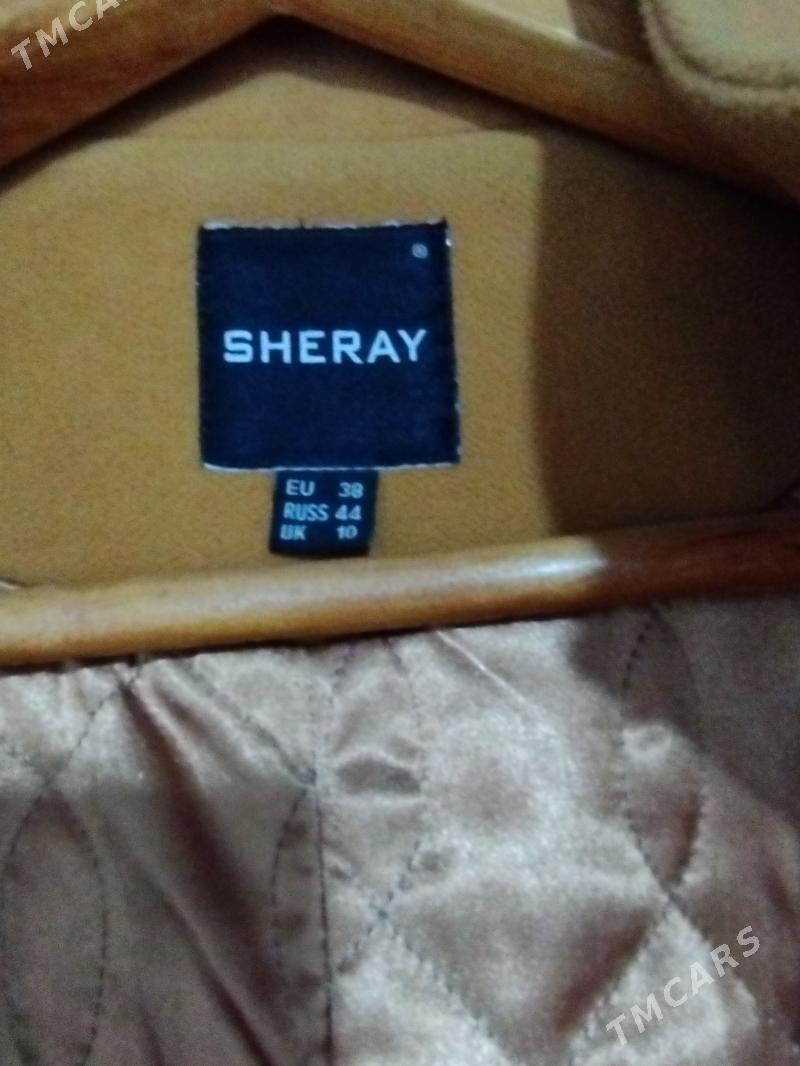 TMCARS
®
SHERAY
EU 38
RUSS 44
UK 10
TMCARS